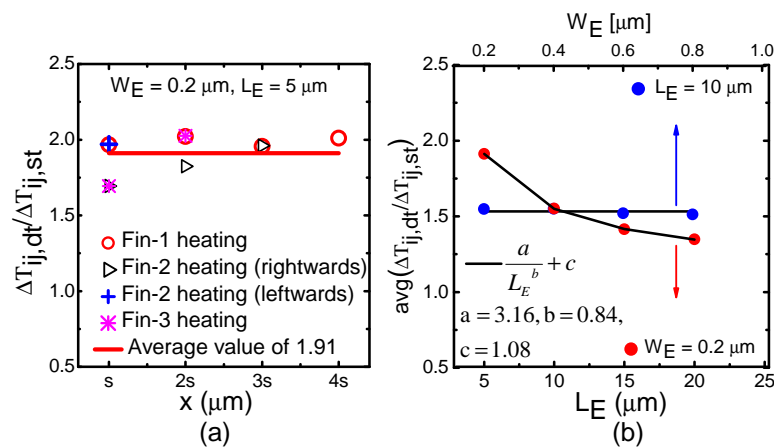 2.5
2.0
1.5
1.0
0.5
ΔT_ij,dt/ΔT_ij,st
W_E = 0.2 μm, L_E = 5 μm
Fin-1 heating
Fin-2 heating (rightwards)
Fin-2 heating (leftwards)
Fin-3 heating
Average value of 1.91
s 2s 3s 4s
x (μm)
(a)
W_E [μm]
0.2 0.4 0.6 0.8 1.0
2.5
2.0
1.5
1.0
0.5
avg(ΔT_ij,dt/ΔT_ij,st)
L_E = 10 μm
a/L_E^b + c
a = 3.16, b = 0.84,
c = 1.08
W_E = 0.2 μm
5 10 15 20 25
L_E [μm]
(b)